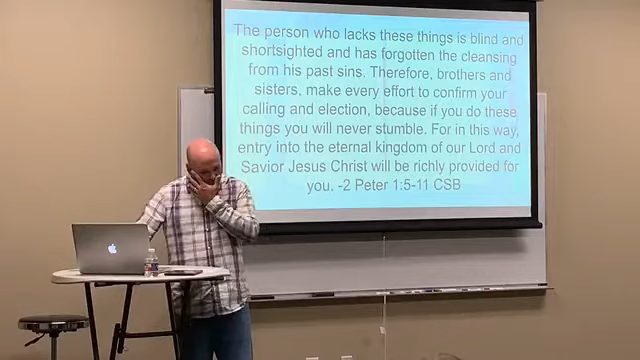 The person who lacks these things is blind and
shortsighted and has forgotten the cleansing
from his past sins. Therefore, brothers and
sisters, make every effort to confirm your
calling and election, because if you do these
things you will never stumble. For in this way,
entry into the eternal kingdom of our Lord and
Savior Jesus Christ will be richly provided for
you. -2 Peter 1:5-11 CSB